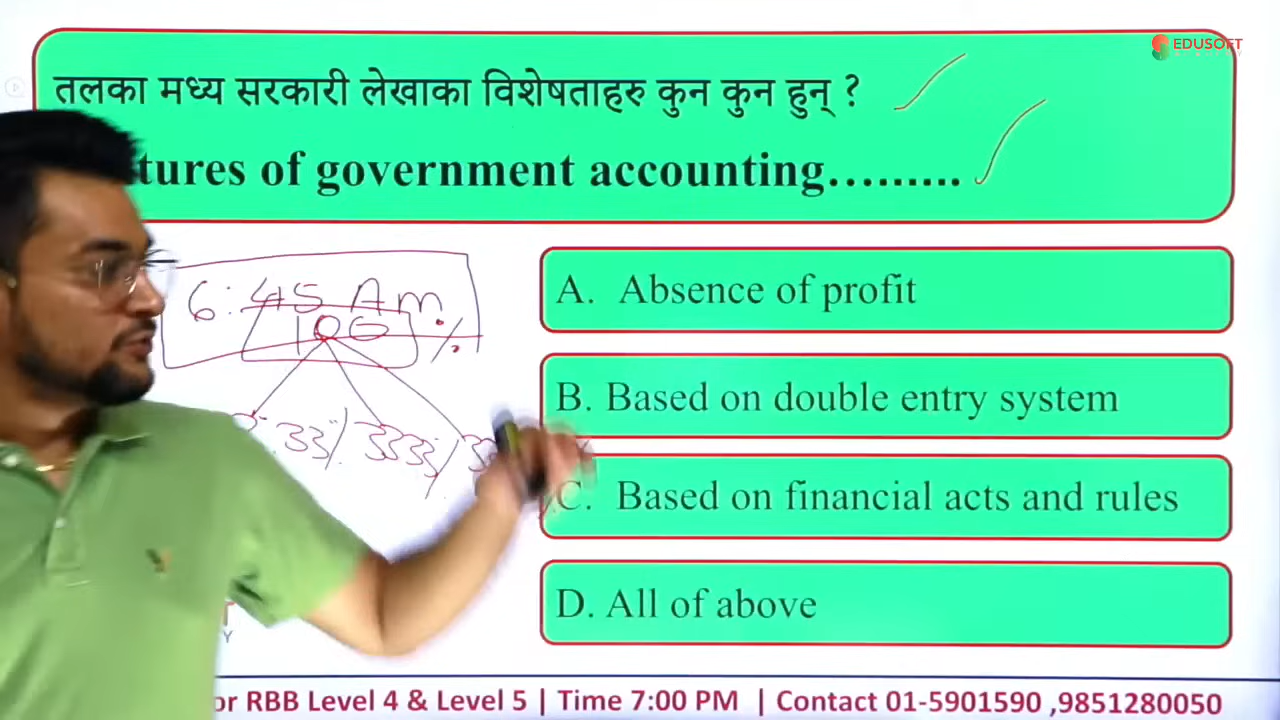 EDUSOFT
तलका मध्य सरकारी लेखाका विशेषताहरु कुन कुन हुन् ?
tures of government accounting.........
6:45 Am
100 %
33% 33.33%
A. Absence of profit
B. Based on double entry system
C. Based on financial acts and rules
D. All of above
or RBB Level 4 & Level 5 | Time 7:00 PM | Contact 01-5901590 ,9851280050